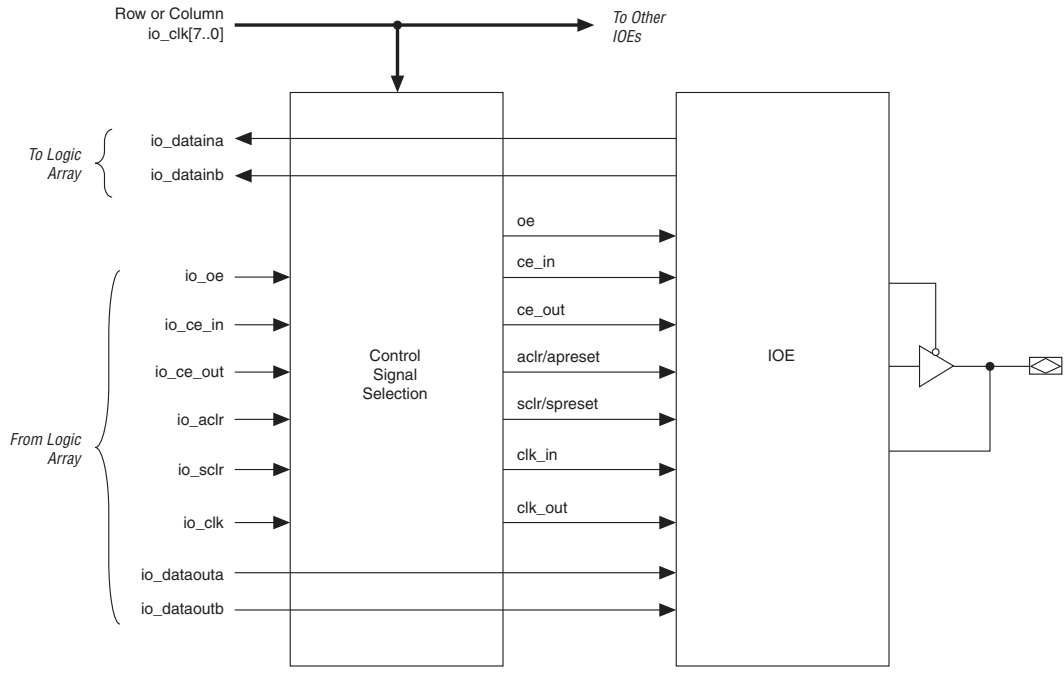 Row or Column
io_clk[7..0]
To Other
IOEs
To Logic
Array
io_dataina
io_datainb
From Logic
Array
io_oe
io_ce_in
io_ce_out
io_aclr
io_sclr
io_clk
io_dataouta
io_dataoutb
Control
Signal
Selection
oe
ce_in
ce_out
aclr/apreset
sclr/spreset
clk_in
clk_out
IOE